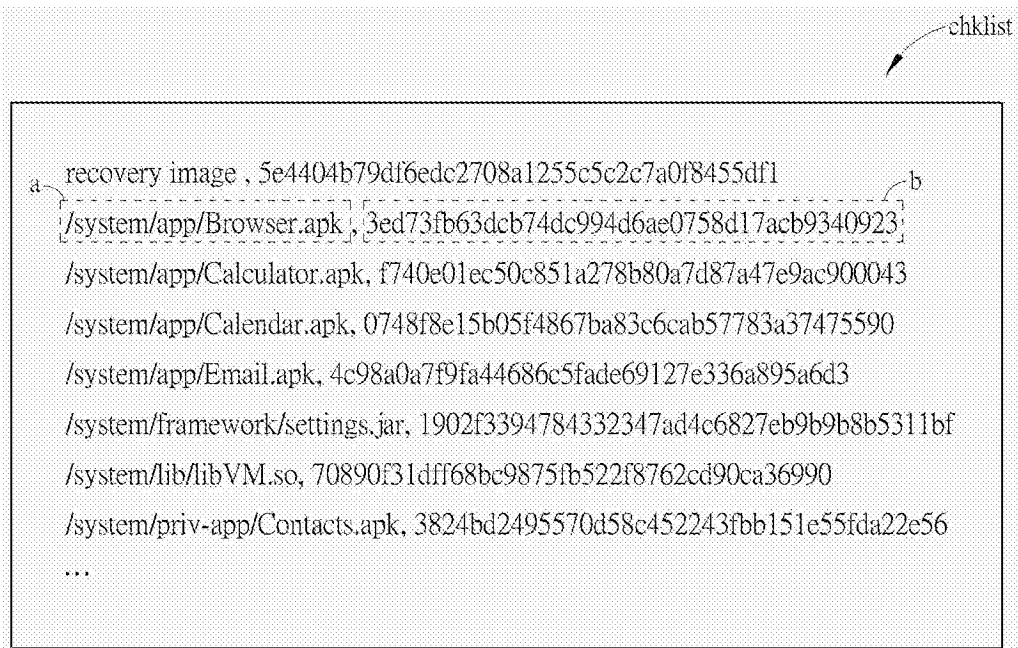 chklist
recovery image , 5e4404b79df6edc2708a1255c5c2c7a0f8455df1
a
/system/app/Browser.apk , 3ed73fb63dcb74dc994d6ae0758d17acb9340923
b
/system/app/Calculator.apk, f740e01ec50c851a278b80a7d87a47e9ac900043
/system/app/Calendar.apk, 0748f8e15b05f4867ba83c6cab57783a37475590
/system/app/Email.apk, 4c98a0a7f9fa44686c5fade69127e336a895a6d3
/system/framework/settings.jar, 1902f3394784332347ad4c6827eb9b9b8b5311bf
/system/lib/libVM.so, 70890f31dff68bc9875fb522f8762cd90ca36990
/system/priv-app/Contacts.apk, 3824bd2495570d58c452243fbb151e55fda22e56
...